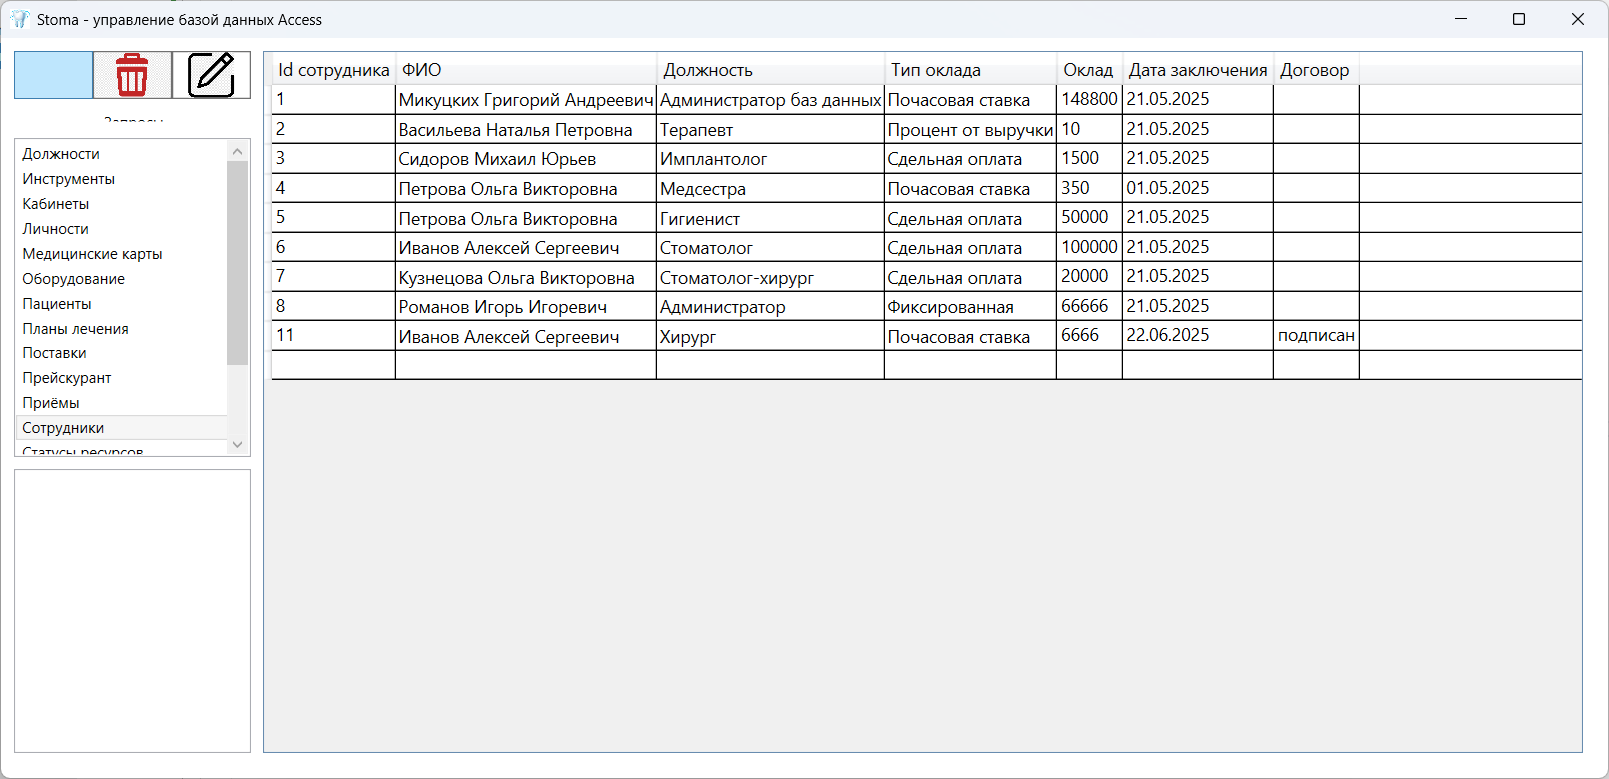 Stoma - управление базой данных Access
Запросы
Должности
Инструменты
Кабинеты
Личности
Медицинские карты
Оборудование
Пациенты
Планы лечения
Поставки
Прейскурант
Приёмы
Сотрудники
Статусы ресурсов
Id сотрудника ФИО Должность Тип оклада Оклад Дата заключения Договор
1 Микуцких Григорий Андреевич Администратор баз данных Почасовая ставка 148800 21.05.2025
2 Васильева Наталья Петровна Терапевт Процент от выручки 10 21.05.2025
3 Сидоров Михаил Юрьев Имплантолог Сдельная оплата 1500 21.05.2025
4 Петрова Ольга Викторовна Медсестра Почасовая ставка 350 01.05.2025
5 Петрова Ольга Викторовна Гигиенист Сдельная оплата 50000 21.05.2025
6 Иванов Алексей Сергеевич Стоматолог Сдельная оплата 100000 21.05.2025
7 Кузнецова Ольга Викторовна Стоматолог-хирург Сдельная оплата 20000 21.05.2025
8 Романов Игорь Игоревич Администратор Фиксированная 66666 21.05.2025
11 Иванов Алексей Сергеевич Хирург Почасовая ставка 6666 22.06.2025 подписан